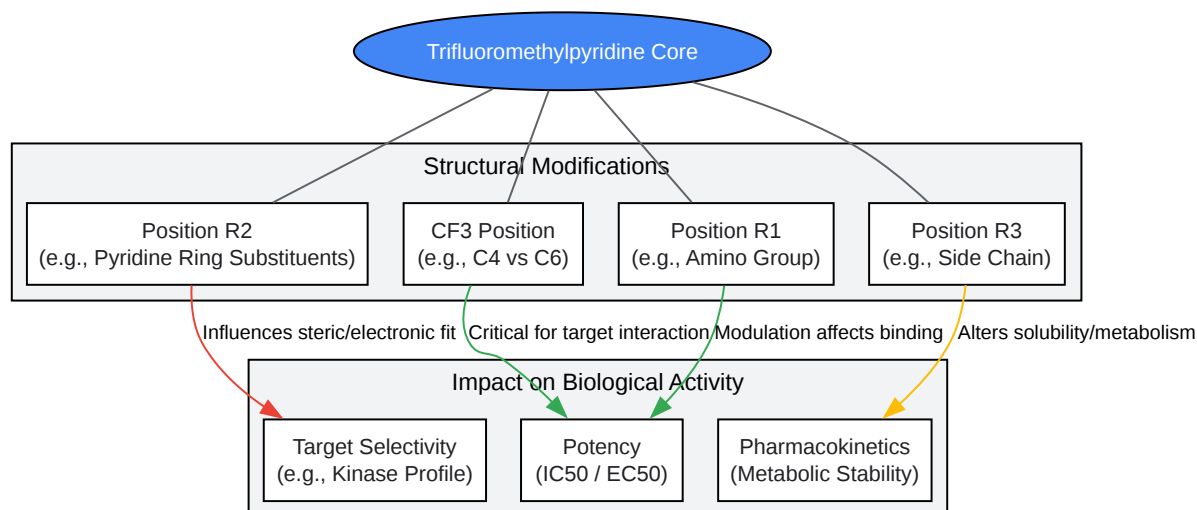 Trifluoromethylpyridine Core
Structural Modifications
Position R2
(e.g., Pyridine Ring Substituents)
CF3 Position
(e.g., C4 vs C6)
Position R1
(e.g., Amino Group)
Position R3
(e.g., Side Chain)
Influences steric/electronic fit
Critical for target interaction
Modulation affects binding
Alters solubility/metabolism
Impact on Biological Activity
Target Selectivity
(e.g., Kinase Profile)
Potency
(IC50 / EC50)
Pharmacokinetics
(Metabolic Stability)